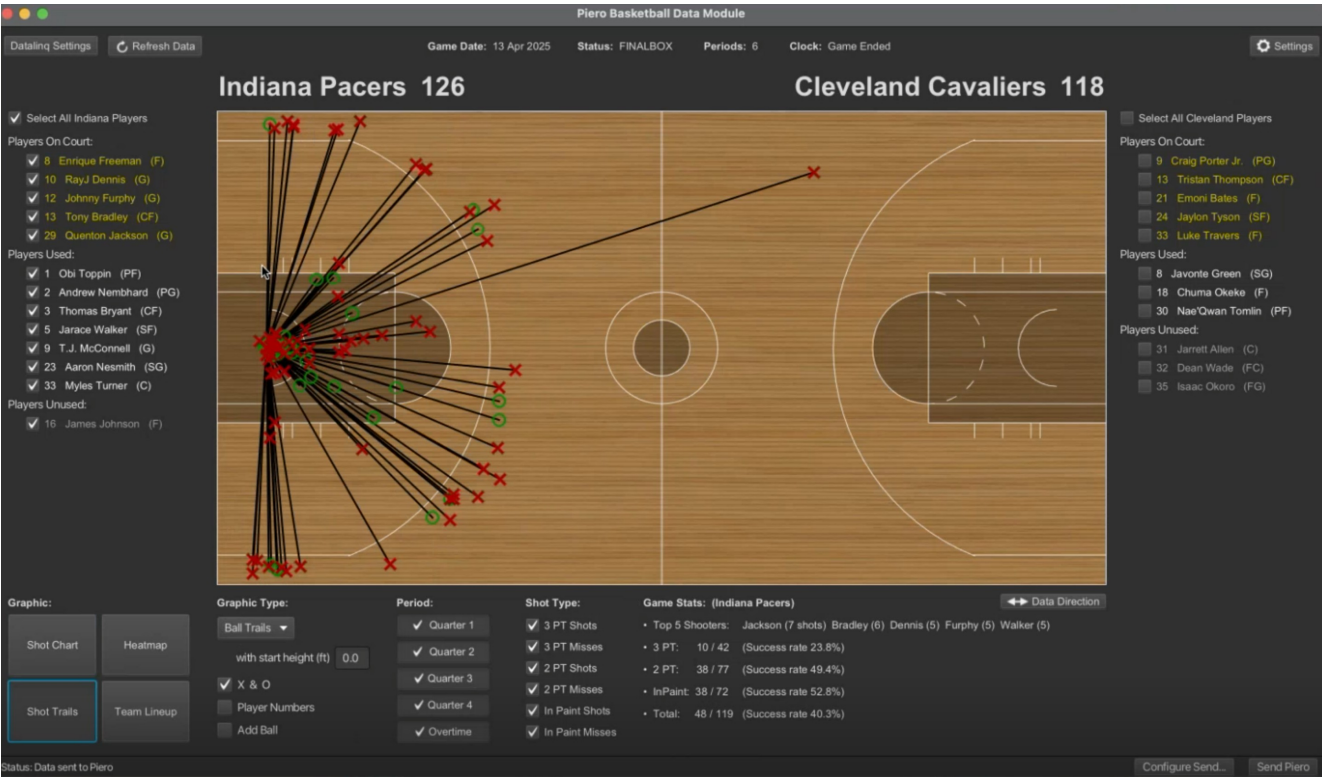 Piero Basketball Data Module
Datalinq Settings Refresh Data Game Date: 13 Apr 2025 Status: FINALBOX Periods: 6 Clock: Game Ended Settings
Indiana Pacers 126 Cleveland Cavaliers 118
Select All Indiana Players
Players On Court:
8 Enrique Freeman (F)
10 RayJ Dennis (G)
12 Johnny Furphy (G)
13 Tony Bradley (CF)
29 Quenton Jackson (G)
Players Used:
1 Obi Toppin (PF)
2 Andrew Nembhard (PG)
3 Thomas Bryant (CF)
5 Jarace Walker (SF)
9 T.J. McConnell (G)
23 Aaron Nesmith (SG)
33 Myles Turner (C)
Players Unused:
16 James Johnson (F)
Select All Cleveland Players
Players On Court:
9 Craig Porter Jr. (PG)
13 Tristan Thompson (CF)
21 Emoni Bates (F)
24 Jaylon Tyson (SF)
33 Luke Travers (F)
Players Used:
8 Javonte Green (SG)
18 Chuma Okeke (F)
30 Nae'Qwan Tomlin (PF)
Players Unused:
31 Jarrett Allen (C)
32 Dean Wade (FC)
35 Isaac Okoro (FG)
Graphic:
Shot Chart Heatmap
Shot Trails Team Lineup
Graphic Type:
Ball Trails
with start height (ft) 0.0
X & O
Player Numbers
Add Ball
Period:
Quarter 1
Quarter 2
Quarter 3
Quarter 4
Overtime
Shot Type:
3 PT Shots
3 PT Misses
2 PT Shots
2 PT Misses
In Paint Shots
In Paint Misses
Game Stats: (Indiana Pacers)
Data Direction
• Top 5 Shooters: Jackson (7 shots) Bradley (6) Dennis (5) Furphy (5) Walker (5)
• 3 PT: 10 / 42 (Success rate 23.8%)
• 2 PT: 38 / 77 (Success rate 49.4%)
• InPaint: 38 / 72 (Success rate 52.8%)
• Total: 48 / 119 (Success rate 40.3%)
Status: Data sent to Piero Configure Send... Send Piero